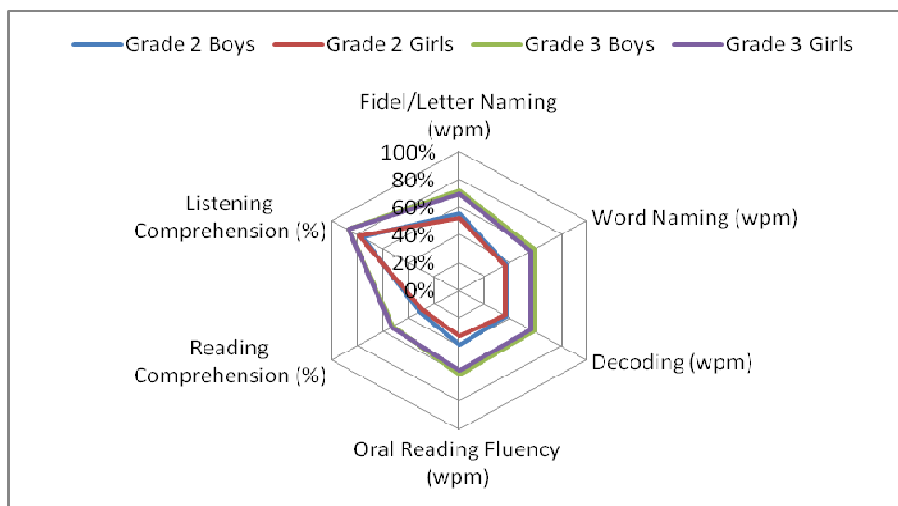 Grade 2 Boys Grade 2 Girls Grade 3 Boys Grade 3 Girls
Fidel/Letter Naming
(wpm)
100%
80%
60%
40%
20%
0%
Listening
Comprehension (%)
Word Naming (wpm)
Reading
Comprehension (%)
Decoding (wpm)
Oral Reading Fluency
(wpm)